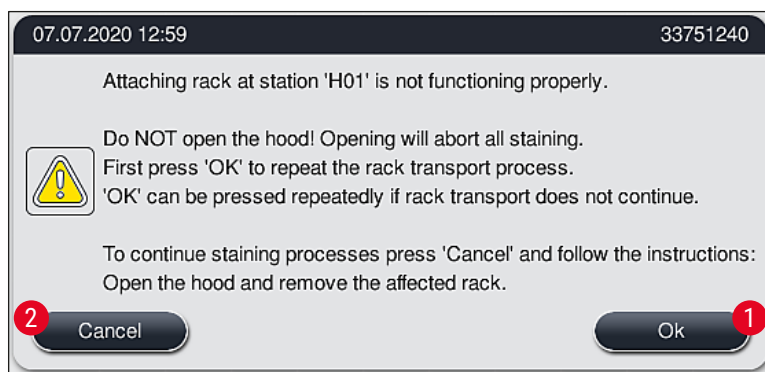 07.07.2020 12:59 33751240
Attaching rack at station 'H01' is not functioning properly.
Do NOT open the hood! Opening will abort all staining.
First press 'OK' to repeat the rack transport process.
'OK' can be pressed repeatedly if rack transport does not continue.
To continue staining processes press 'Cancel' and follow the instructions:
Open the hood and remove the affected rack.
2 Cancel Ok 1